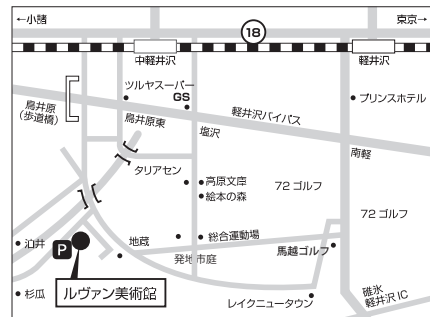 ←小諸
東京→
18
中軽井沢
軽井沢
ツルヤスーパー
GS
プリンスホテル
鳥井原
(歩道橋)
鳥井原東
軽井沢バイパス
塩沢
南軽
タリアセン
高原文庫
絵本の森
72ゴルフ
72ゴルフ
泊井
P
地蔵
総合運動場
発地市庭
馬越ゴルフ
杉瓜
ルヴァン美術館
レイクニュータウン
碓氷
軽井沢IC